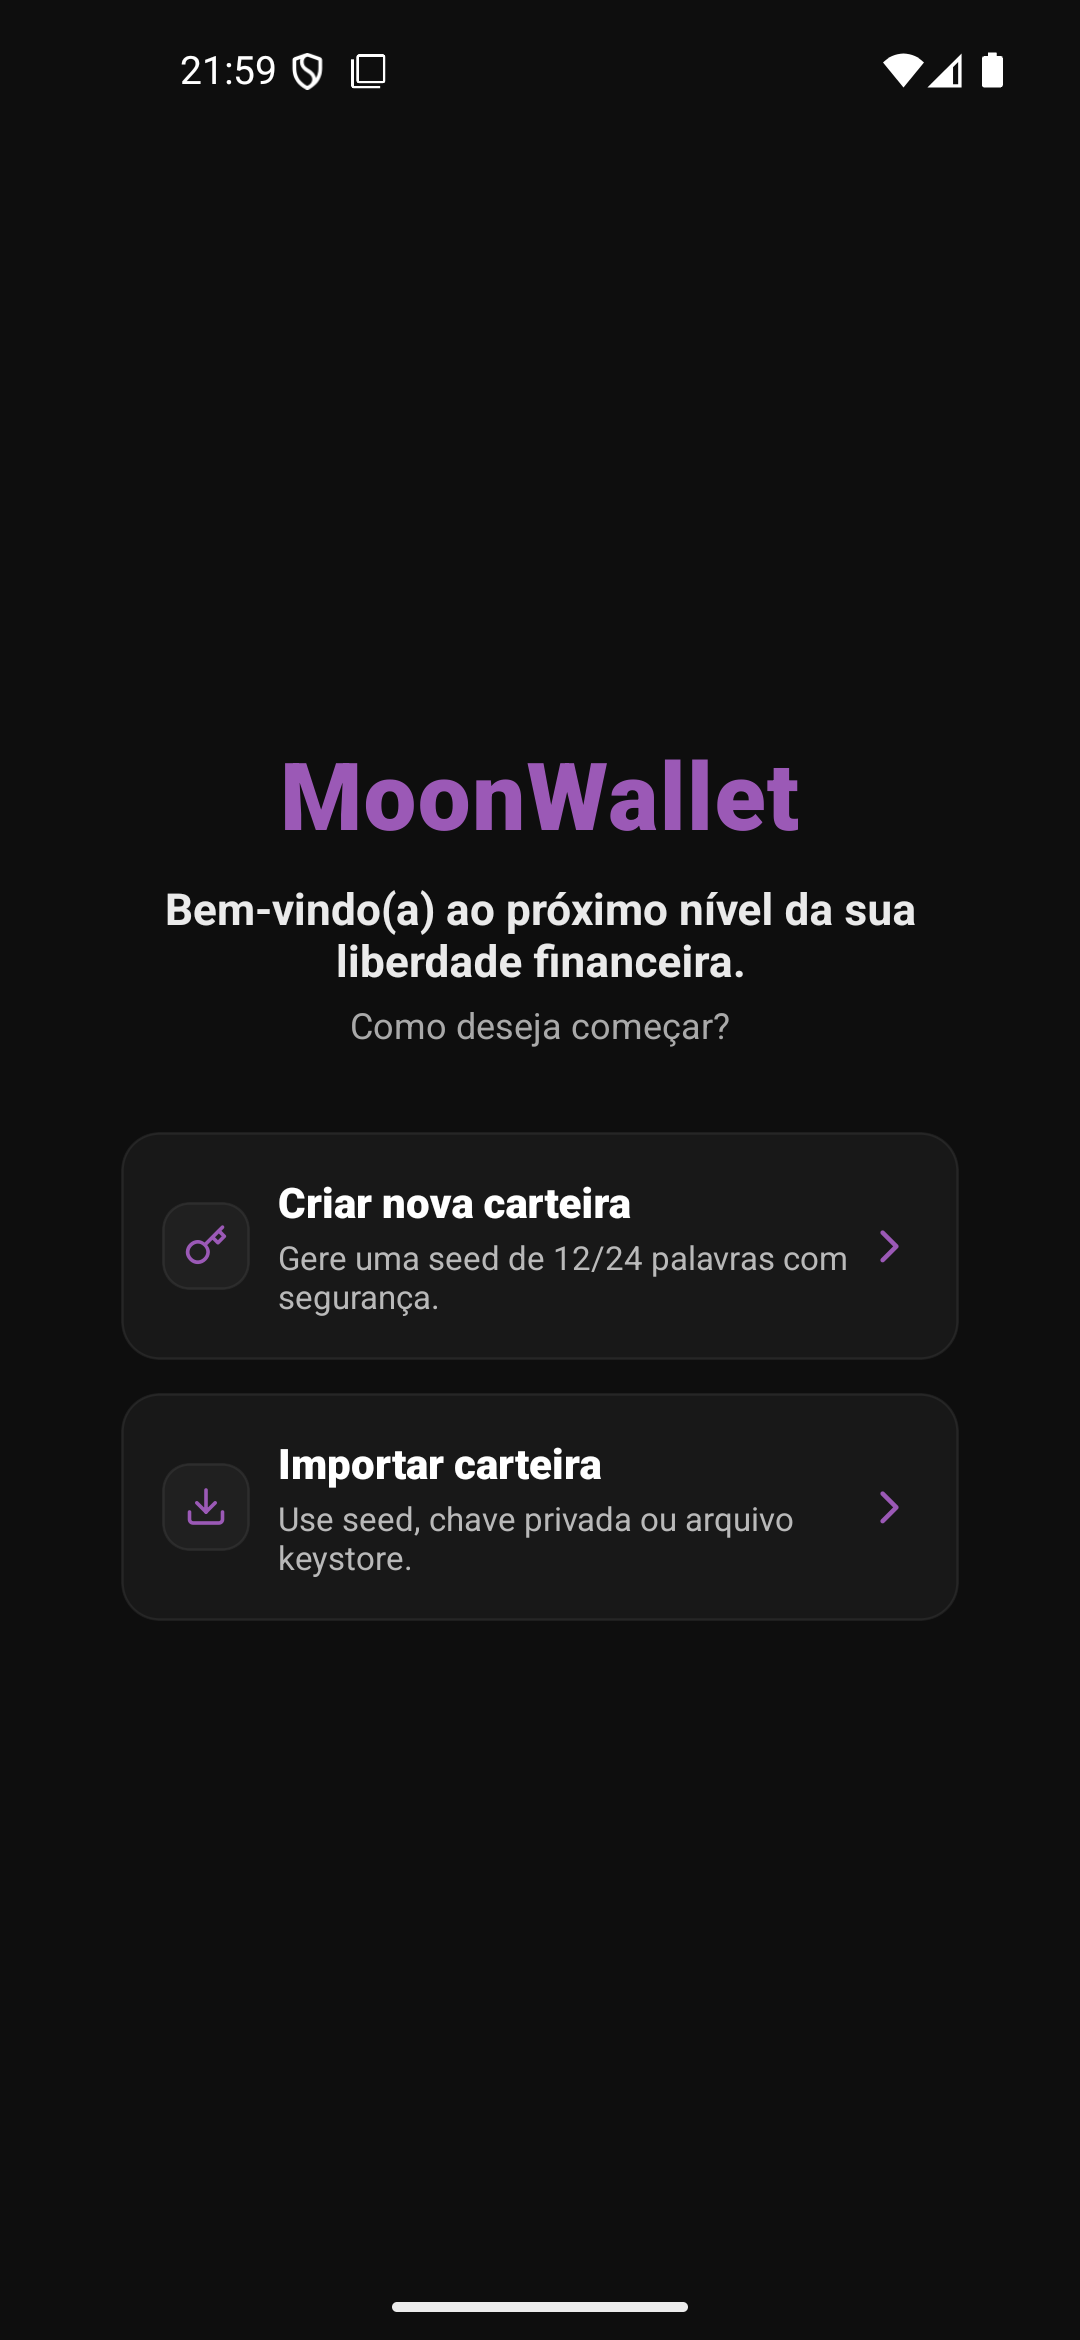 21:59
MoonWallet
Bem-vindo(a) ao próximo nível da sua
liberdade financeira.
Como deseja começar?
Criar nova carteira
Gere uma seed de 12/24 palavras com
segurança.
Importar carteira
Use seed, chave privada ou arquivo
keystore.